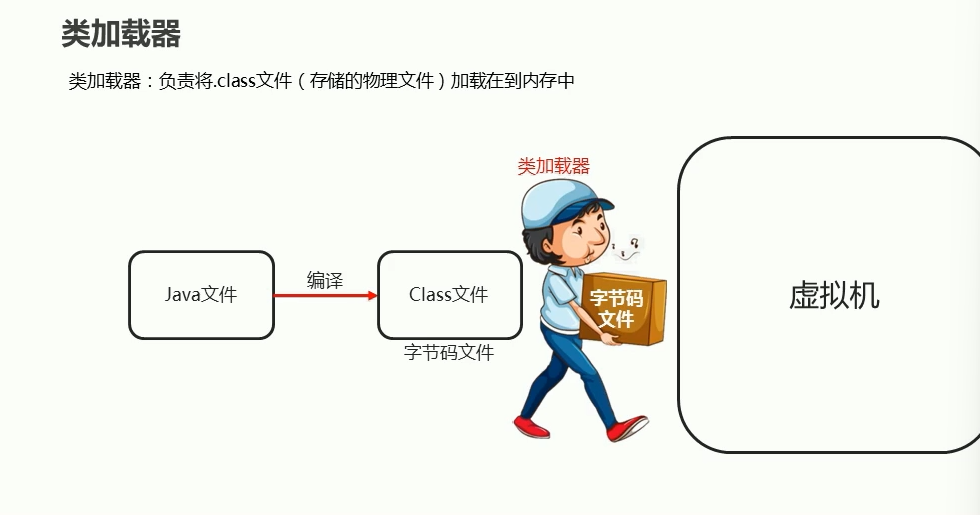 类加载器
类加载器：负责将.class文件（存储的物理文件）加载在到内存中
类加载器
Java文件
编译
Class文件
字节码文件
字节码
文件
虚拟机